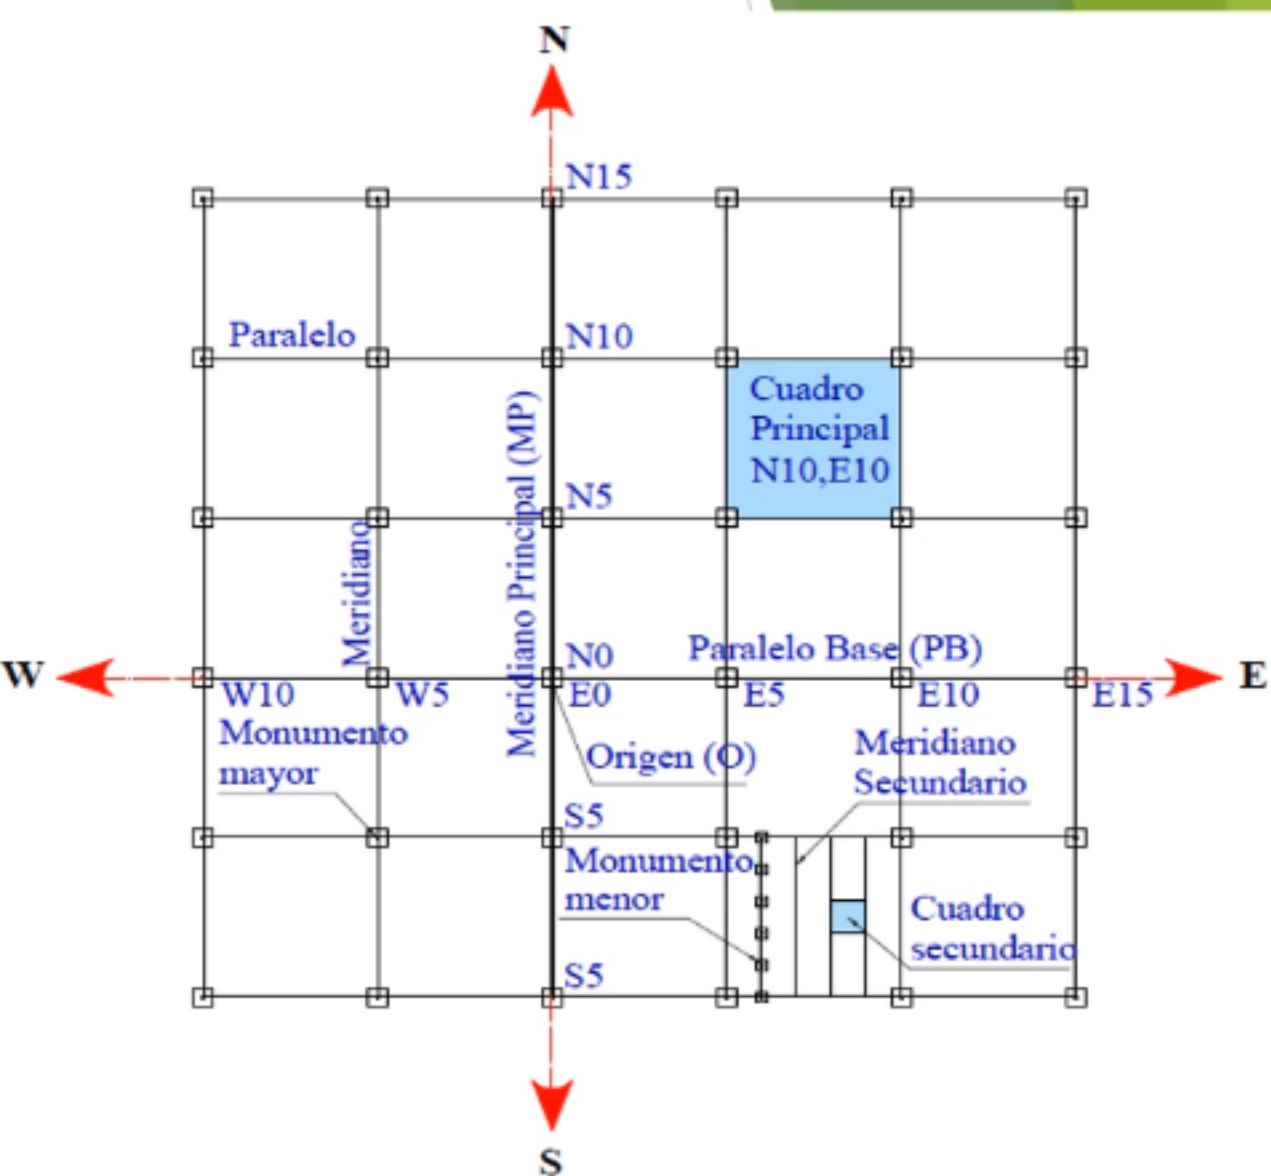 N
N15
Paralelo
N10
Cuadro
Principal
N10,E10
Meridiano Principal (MP)
N5
Meridiano
N0
Paralelo Base (PB)
W
E
W10
W5
E0
E5
E10
E15
Monumento
mayor
Origen (O)
Meridiano
Secundario
S5
Monumento
menor
Cuadro
secundario
S5
S